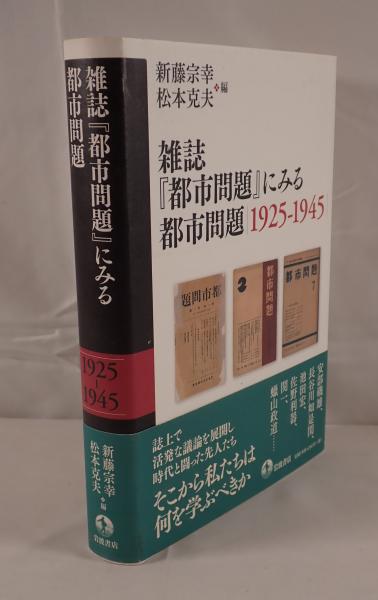 雑誌『都市問題』にみる
都市問題
1925-
1945
新藤宗幸
松本克夫
編
岩波書店
新藤宗幸
松本克夫
編
雑誌
『都市問題』にみる
都市問題 1925-1945
題問市都
都市問題
2
都市問題
7
安部磯雄、
長谷川如是閑、
池田宏、
佐野利器、
関一、
蠟山政道……
誌上で
活発な議論を展開し
時代と闘った先人たち
そこから私たちは
何を学ぶべきか
岩波書店